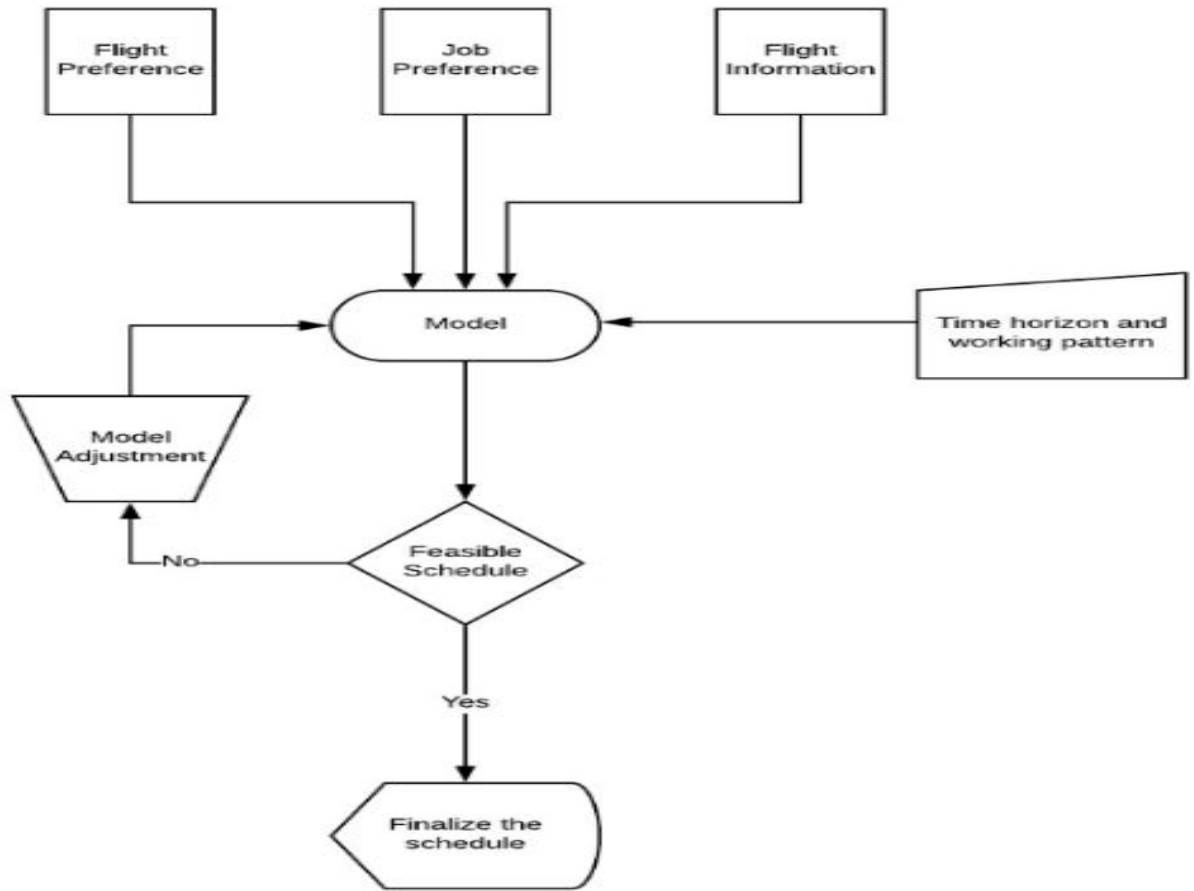 Flight
Preference
Job
Preference
Flight
Information
Model
Time horizon and
working pattern
Model
Adjustment
No
Feasible
Schedule
Yes
Finalize the
schedule